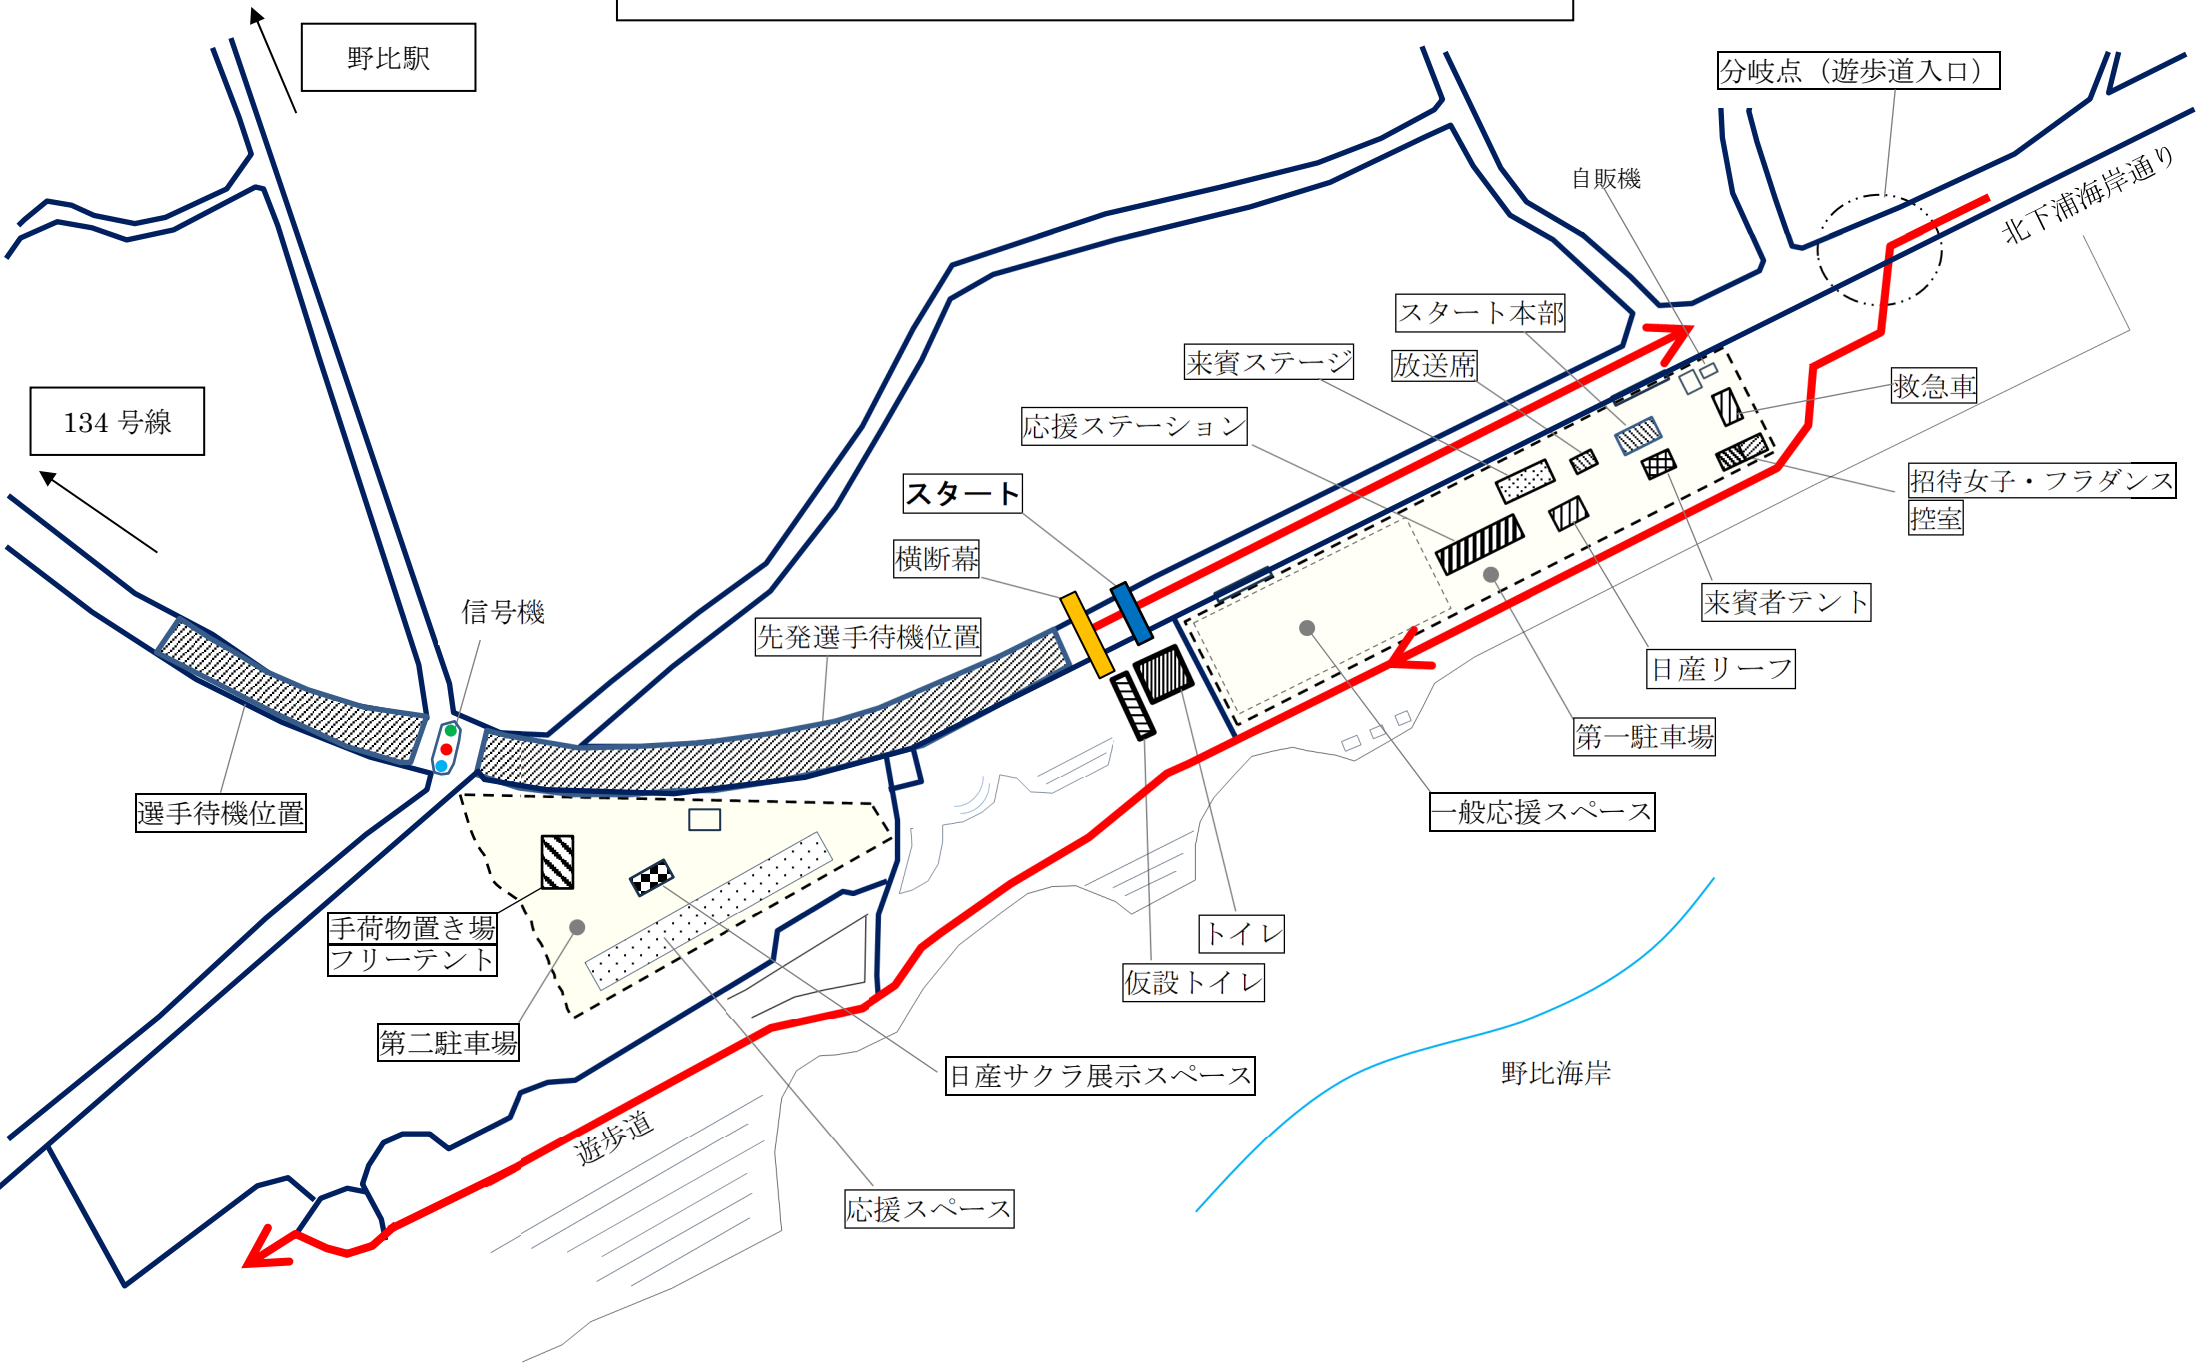 野比駅
分岐点（遊歩道入口）
自販機
北下浦海岸通り
スタート本部
来賓ステージ
放送席
救急車
134 号線
応援ステーション
スタート
招待女子・フラダンス
控室
横断幕
信号機
来賓者テント
先発選手待機位置
日産リーフ
第一駐車場
選手待機位置
一般応援スペース
手荷物置き場
フリーテント
トイレ
仮設トイレ
第二駐車場
日産サクラ展示スペース
野比海岸
遊歩道
応援スペース